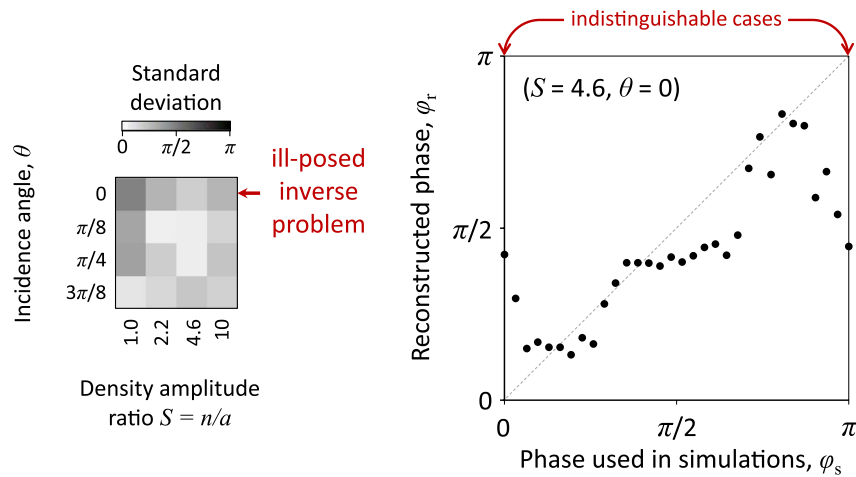 Standard
deviation
0 π/2 π
Incidence angle, θ
0
π/8
π/4
3π/8
1.0 2.2 4.6 10
Density amplitude
ratio S = n/a
ill-posed
inverse
problem
indistinguishable cases
(S = 4.6, θ = 0)
Reconstructed phase, φr
π
π/2
0
0 π/2 π
Phase used in simulations, φs